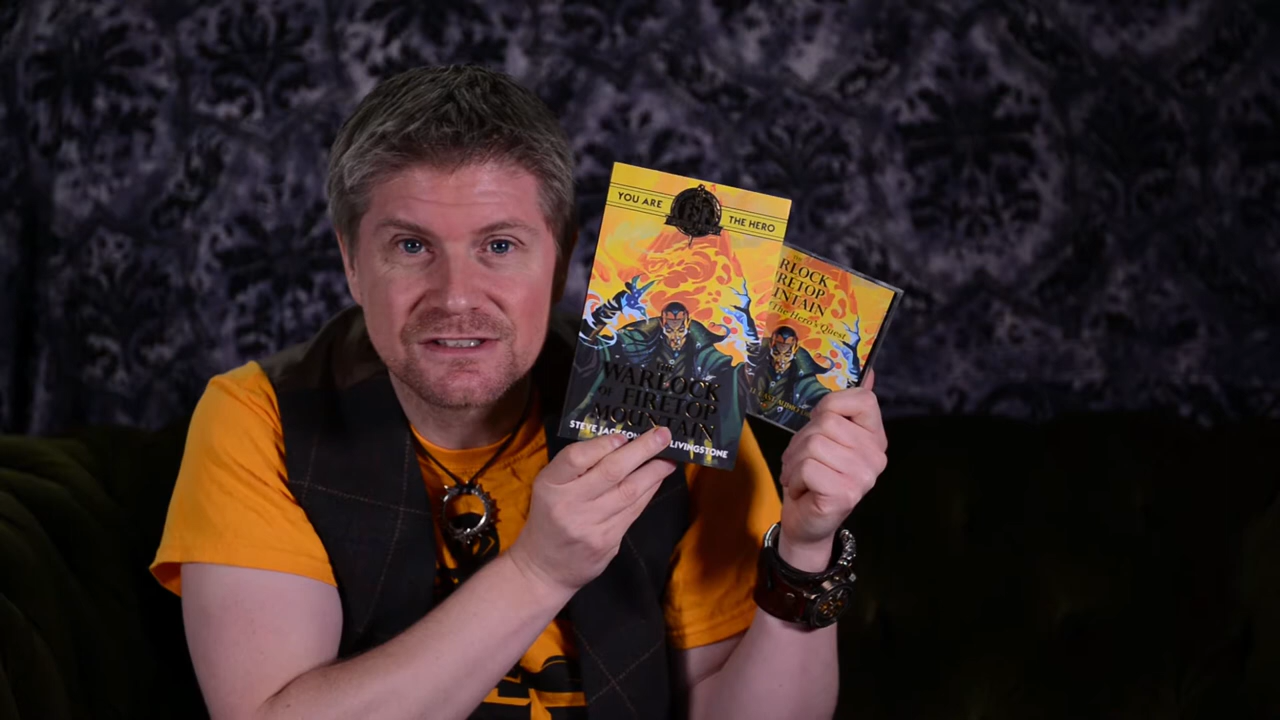 YOU ARE
THE HERO
THE
WARLOCK
OF FIRETOP
MOUNTAIN
STEVE JACKSON
LIVINGSTONE
RLOCK
RETOP
NTAIN
The Hero's Quest